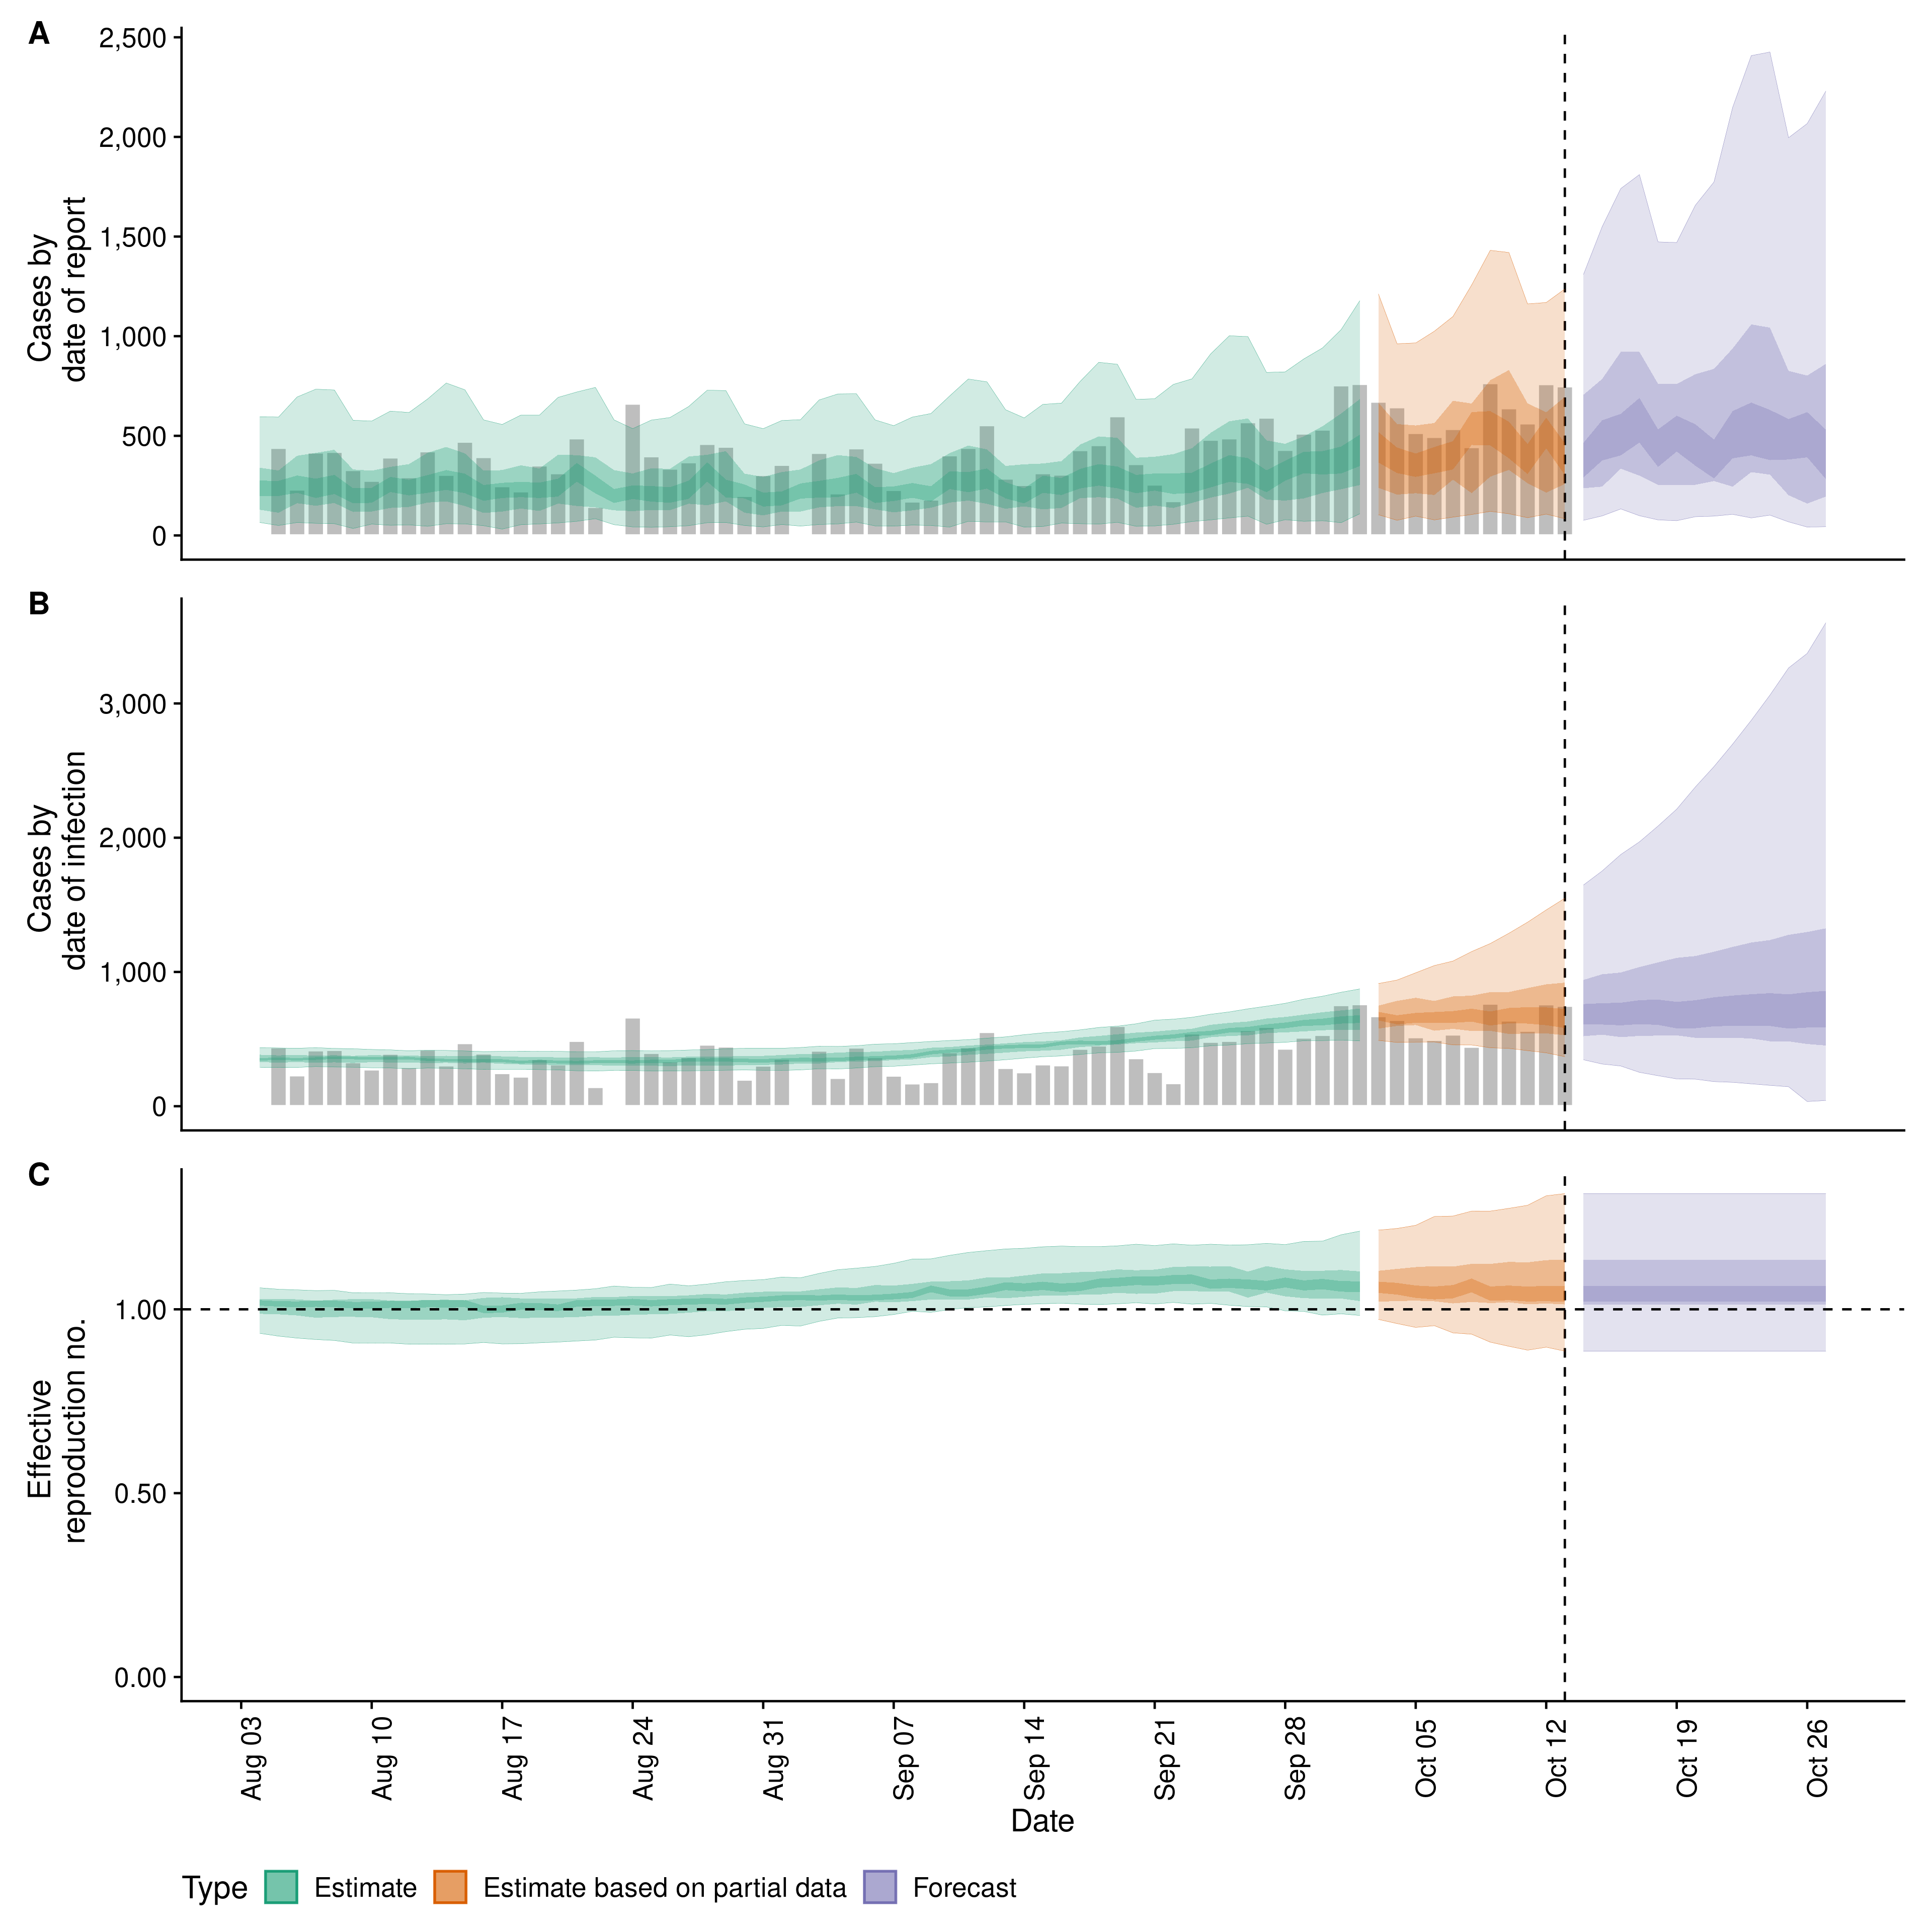 A
Cases by
date of report
2,500
2,000
1,500
1,000
500
0
B
Cases by
date of infection
3,000
2,000
1,000
0
C
Effective
reproduction no.
1.00
0.50
0.00
Aug 03
Aug 10
Aug 17
Aug 24
Aug 31
Sep 07
Sep 14
Sep 21
Sep 28
Oct 05
Oct 12
Oct 19
Oct 26
Date
Type Estimate Estimate based on partial data Forecast